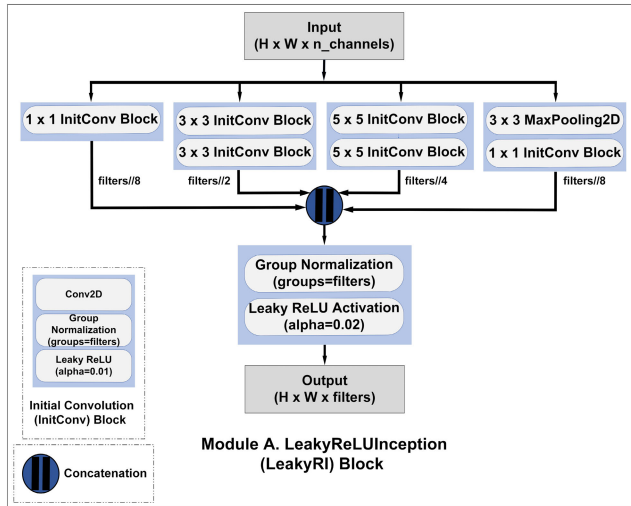 Input
(H x W x n_channels)
1 x 1 InitConv Block
3 x 3 InitConv Block
3 x 3 InitConv Block
5 x 5 InitConv Block
5 x 5 InitConv Block
3 x 3 MaxPooling2D
1 x 1 InitConv Block
filters//8
filters//2
filters//4
filters//8
Group Normalization
(groups=filters)
Leaky ReLU Activation
(alpha=0.02)
Output
(H x W x filters)
Conv2D
Group
Normalization
(groups=filters)
Leaky ReLU
(alpha=0.01)
Initial Convolution
(InitConv) Block
Concatenation
Module A. LeakyReLUInception
(LeakyRI) Block